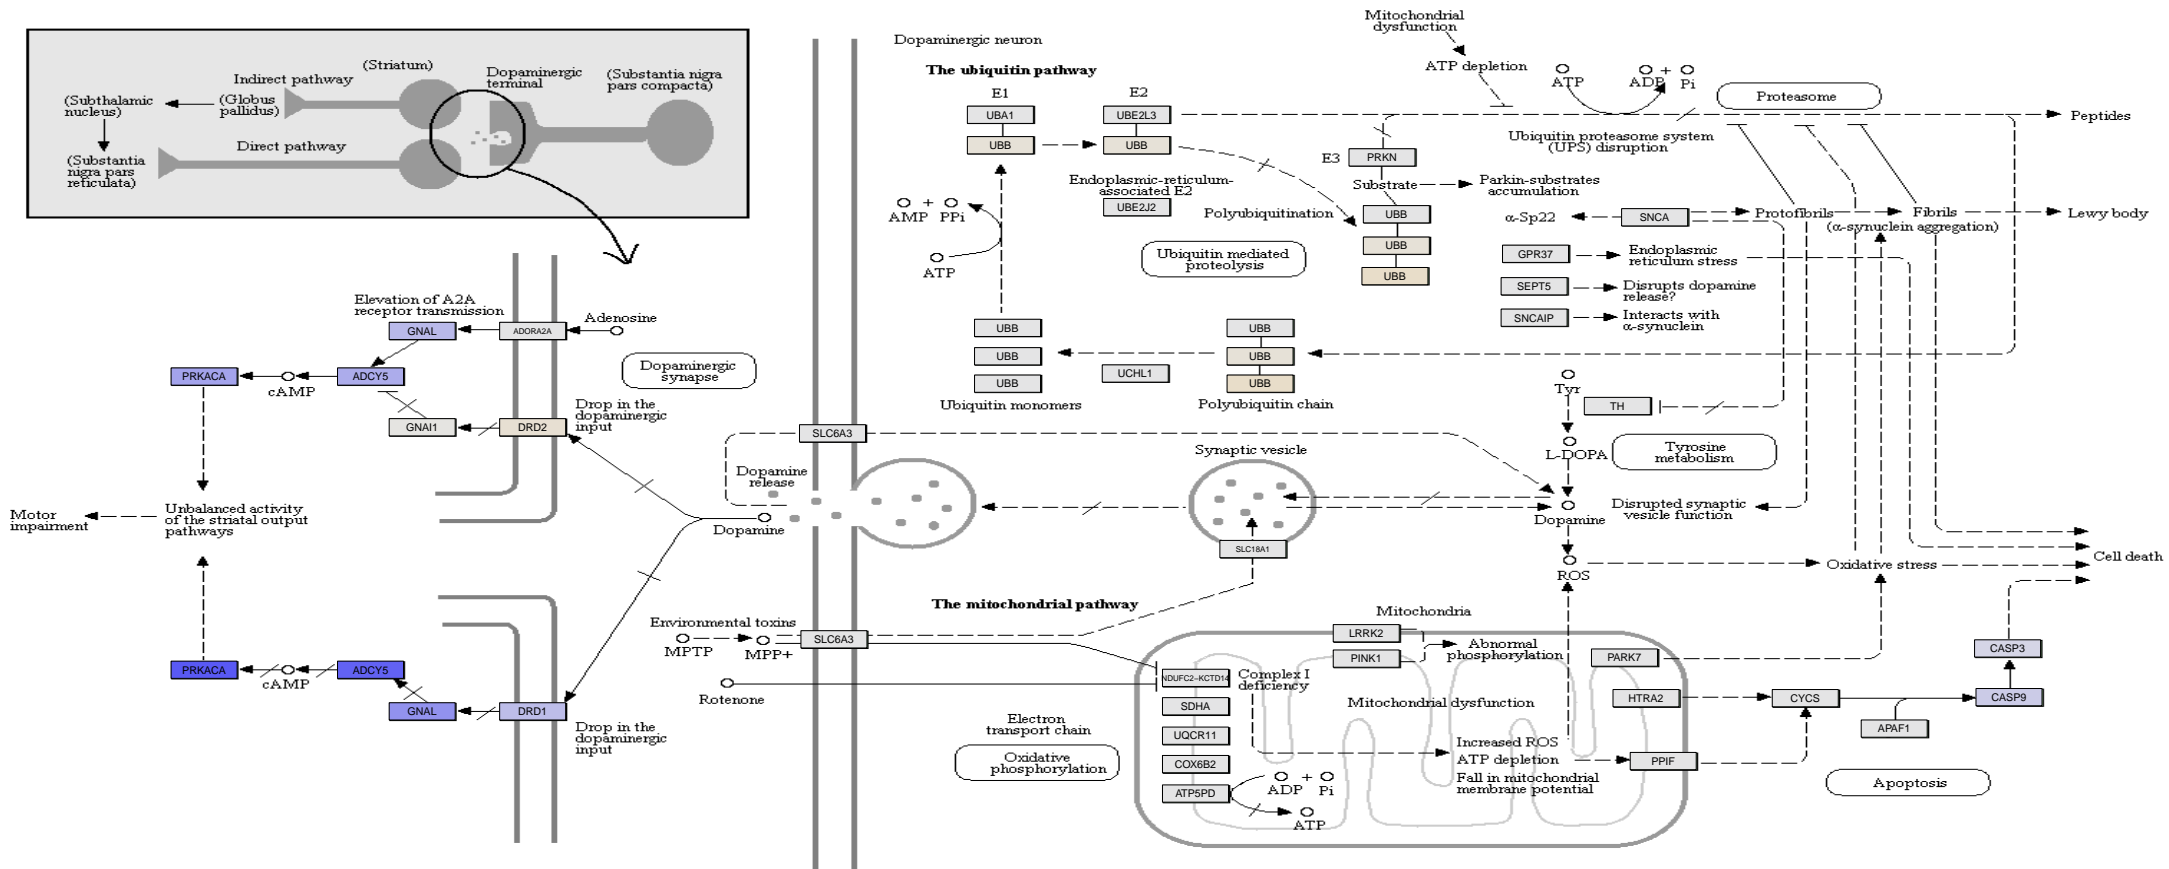 (Striatum)
Indirect pathway
Dopaminergic
terminal
(Substantia nigra
pars compacta)
(Subthalamic
nucleus)
(Globus
pallidus)
Direct pathway
(Substantia
nigra pars
reticulata)
Dopaminergic neuron
The ubiquitin pathway
E1
E2
UBA1
UBB
UBE2L3
UBB
Endoplasmic-reticulum-
associated E2
UBE2J2
Mitochondrial
dysfunction
ATP depletion
ATP
ADP
+
Pi
Proteasome
Peptides
Ubiquitin proteasome system
(UPS) disruption
E3
PRKN
Substrate
Parkin-substrates
accumulation
Polyubiquitination
UBB
UBB
UBB
Ubiquitin mediated
proteolysis
α-Sp22
SNCA
Protofibrils
Fibrils
(α-synuclein aggregation)
Lewy body
GPR37
Endoplasmic
reticulum stress
SEPT5
Disrupts dopamine
release?
SNCAIP
Interacts with
α-synuclein
+
AMP
PPi
ATP
UBB
UBB
UBB
Ubiquitin monomers
UCHL1
UBB
UBB
UBB
Polyubiquitin chain
Elevation of A2A
receptor transmission
GNAL
ADORA2A
Adenosine
PRKACA
cAMP
ADCY5
Dopaminergic
synapse
GNAI1
DRD2
Drop in the
dopaminergic
input
Motor
impairment
Unbalanced activity
of the striatal output
pathways
PRKACA
cAMP
ADCY5
GNAL
DRD1
Drop in the
dopaminergic
input
SLC6A3
Dopamine
release
Dopamine
Synaptic vesicle
SLC18A1
Tyr
TH
L-DOPA
Tyrosine
metabolism
Dopamine
Disrupted synaptic
vesicle function
ROS
Oxidative stress
Cell death
The mitochondrial pathway
Environmental toxins
MPTP
MPP+
SLC6A3
Rotenone
Mitochondria
LRRK2
PINK1
Abnormal
phosphorylation
PARK7
NDUFC2-KCTD14
Complex I
deficiency
SDHA
UQCR11
COX6B2
ATP5PD
Mitochondrial dysfunction
Electron
transport chain
Oxidative
phosphorylation
Increased ROS
ATP depletion
Fall in mitochondrial
membrane potential
+
ADP
Pi
ATP
HTRA2
CYCS
APAF1
PPIF
CASP3
CASP9
Apoptosis